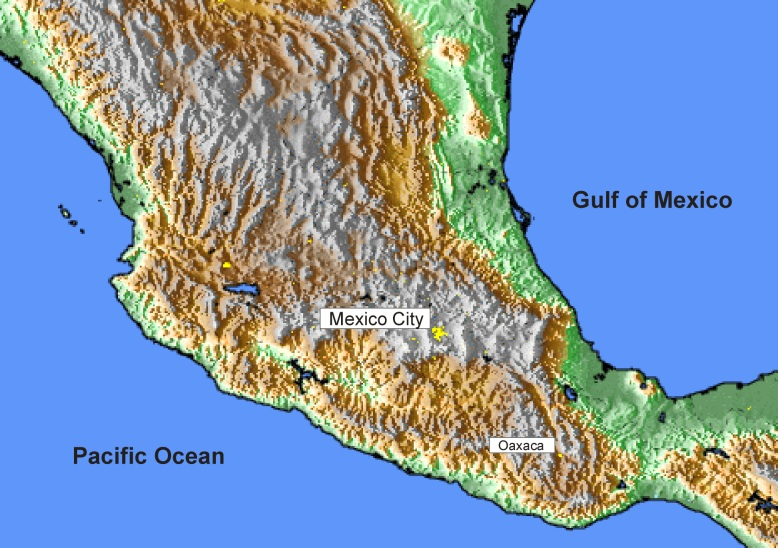 Gulf of Mexico
Mexico City
Oaxaca
Pacific Ocean